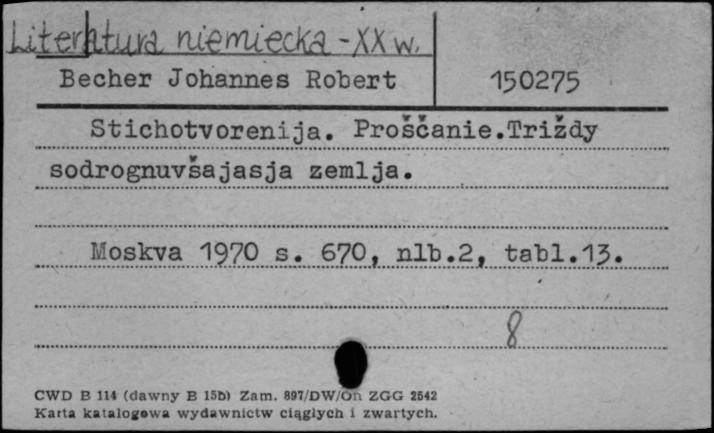 Literatura niemiecka - XX w.
Becher Johannes Robert 150275
Stichotvorenija. Proščanie.Triždy
sodrognuvšajasja zemlja.
Moskva 1970 s. 670, nlb.2, tabl.13.
8
CWD B 114 (dawny B 15b) Zam. 897/DW/On ZGG 2542
Karta katalogowa wydawnictw ciągłych i zwartych.